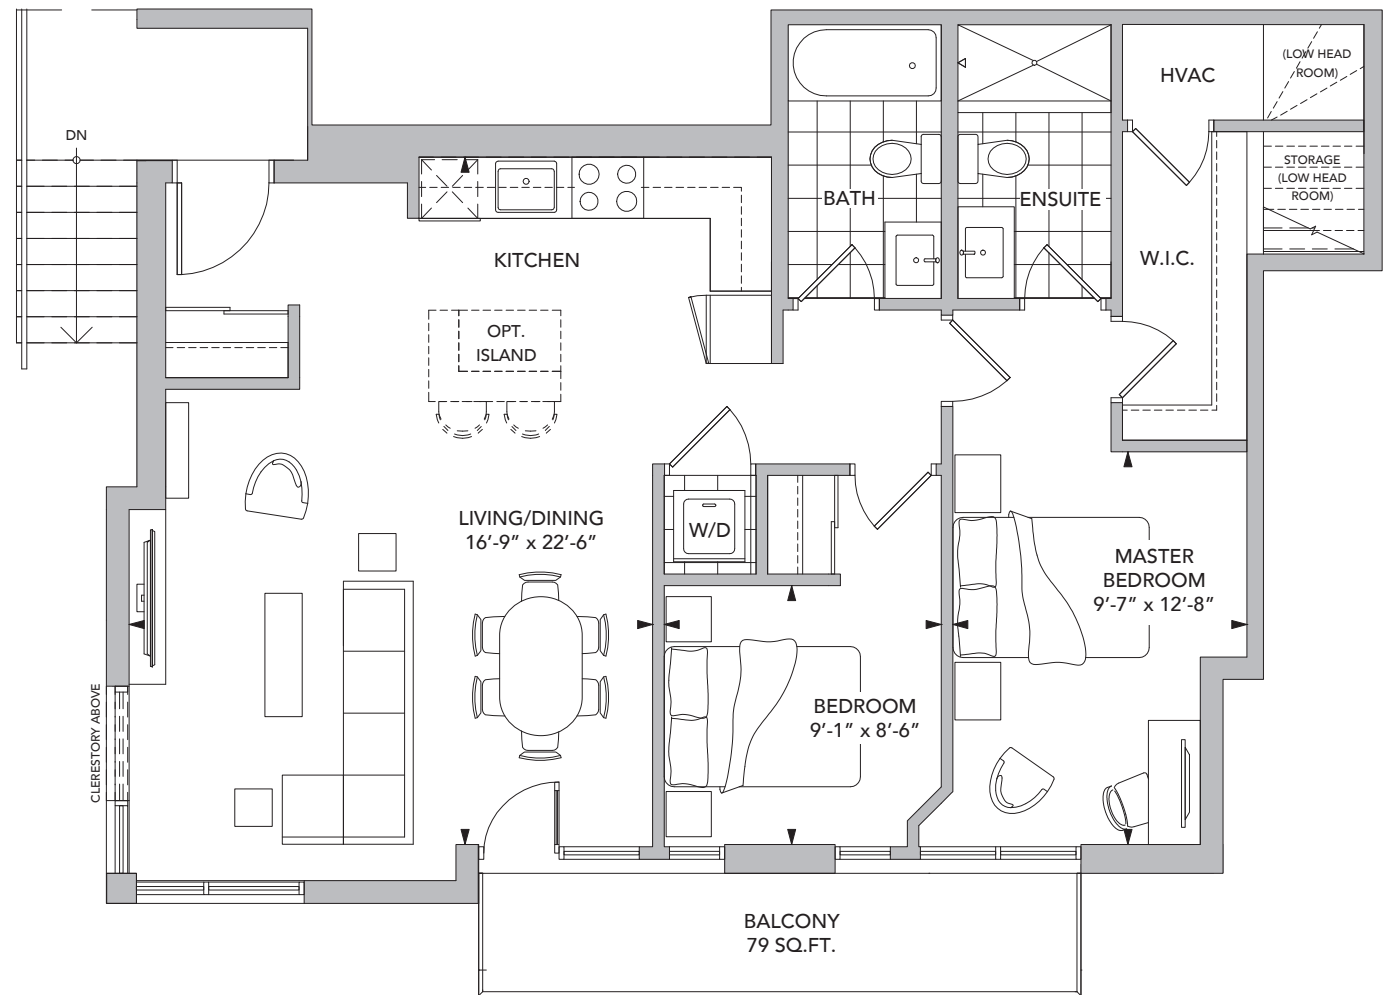 DN
HVAC
(LOW HEAD
ROOM)
STORAGE
(LOW HEAD
ROOM)
BATH
ENSUITE
W.I.C.
KITCHEN
OPT.
ISLAND
LIVING/DINING
16'-9" x 22'-6"
W/D
MASTER
BEDROOM
9'-7" x 12'-8"
BEDROOM
9'-1" x 8'-6"
CLERESTORY ABOVE
BALCONY
79 SQ.FT.